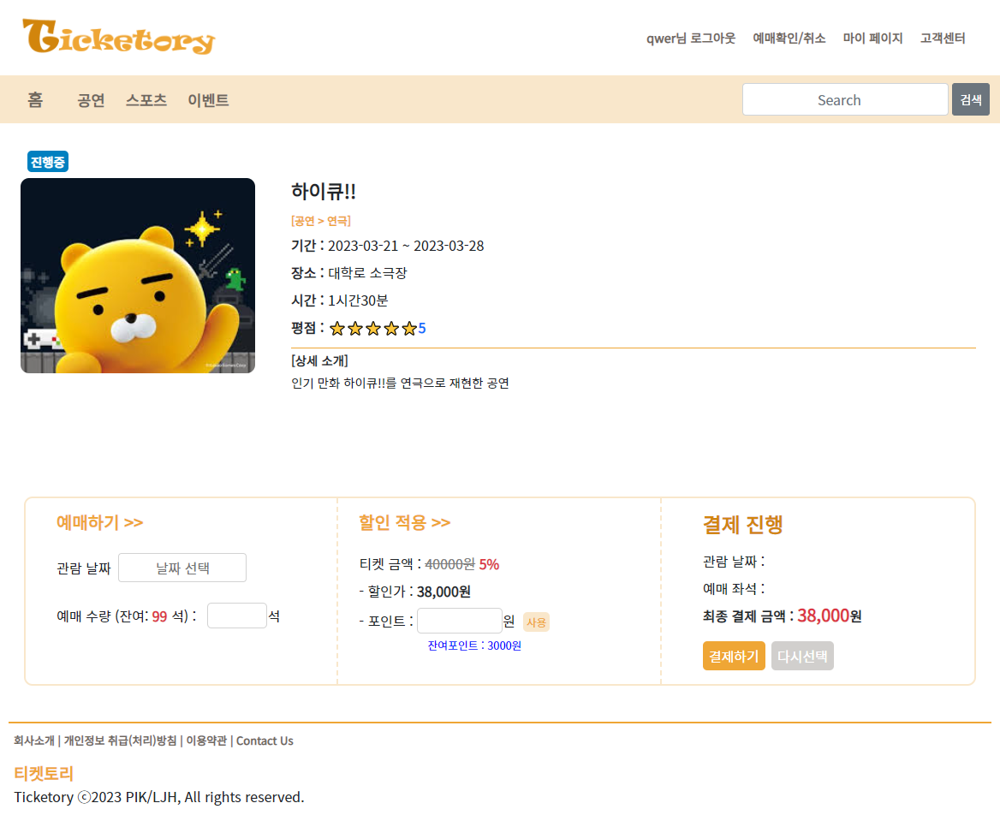 Ticketory
qwer님 로그아웃 예매확인/취소 마이 페이지 고객센터
홈 공연 스포츠 이벤트 Search 검색
진행중
하이큐!!
[공연 > 연극]
기간 : 2023-03-21 ~ 2023-03-28
장소 : 대학로 소극장
시간 : 1시간30분
평점 : ★★★★★5
[상세 소개]
인기 만화 하이큐!!를 연극으로 재현한 공연
예매하기 >>
관람 날짜 날짜 선택
예매 수량 (잔여: 99 석) : 석
할인 적용 >>
티켓 금액 : 40000원 5%
- 할인가 : 38,000원
- 포인트 : 원 사용
잔여포인트 : 3000원
결제 진행
관람 날짜 :
예매 좌석 :
최종 결제 금액 : 38,000원
결제하기 다시선택
회사소개 | 개인정보 취급(처리)방침 | 이용약관 | Contact Us
티켓토리
Ticketory ⓒ2023 PIK/LJH, All rights reserved.